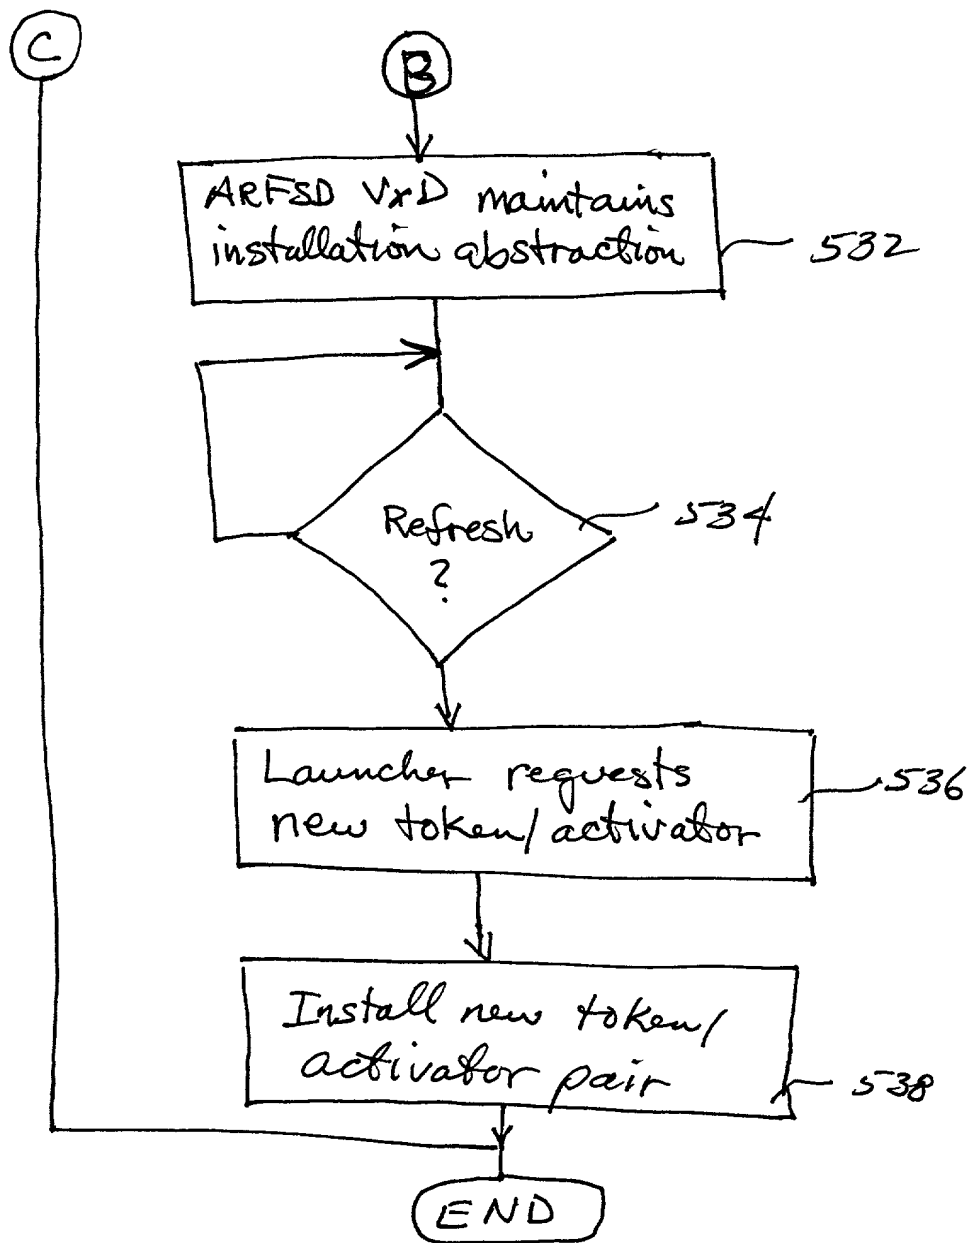 C
B
ARFSD VxD maintains
installation abstraction
532
Refresh
?
534
Launcher requests
new token/activator
536
Install new token/
activator pair
538
END